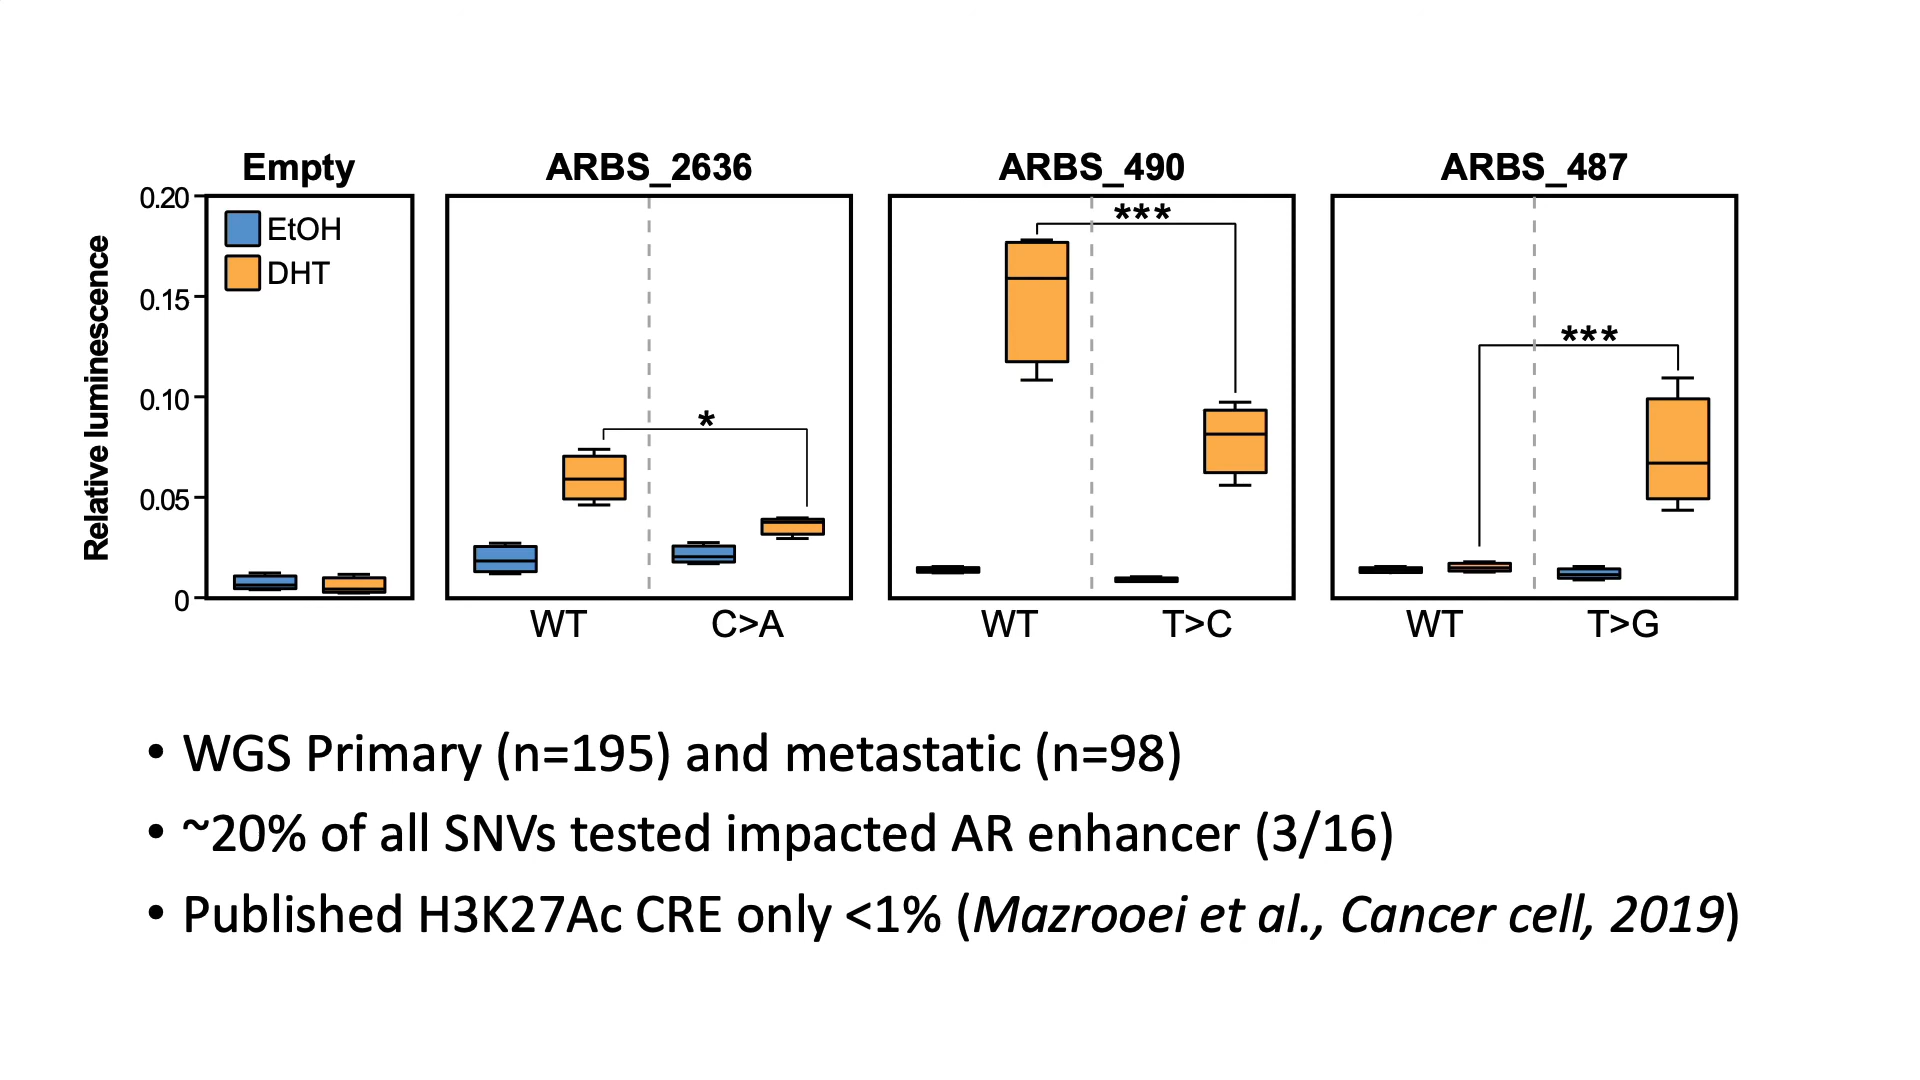 Empty
ARBS_2636
ARBS_490
ARBS_487
Relative luminescence
0.20
0.15
0.10
0.05
0
EtOH
DHT
*
***
***
WT
C>A
WT
T>C
WT
T>G
• WGS Primary (n=195) and metastatic (n=98)
• ~20% of all SNVs tested impacted AR enhancer (3/16)
• Published H3K27Ac CRE only <1% (Mazrooei et al., Cancer cell, 2019)